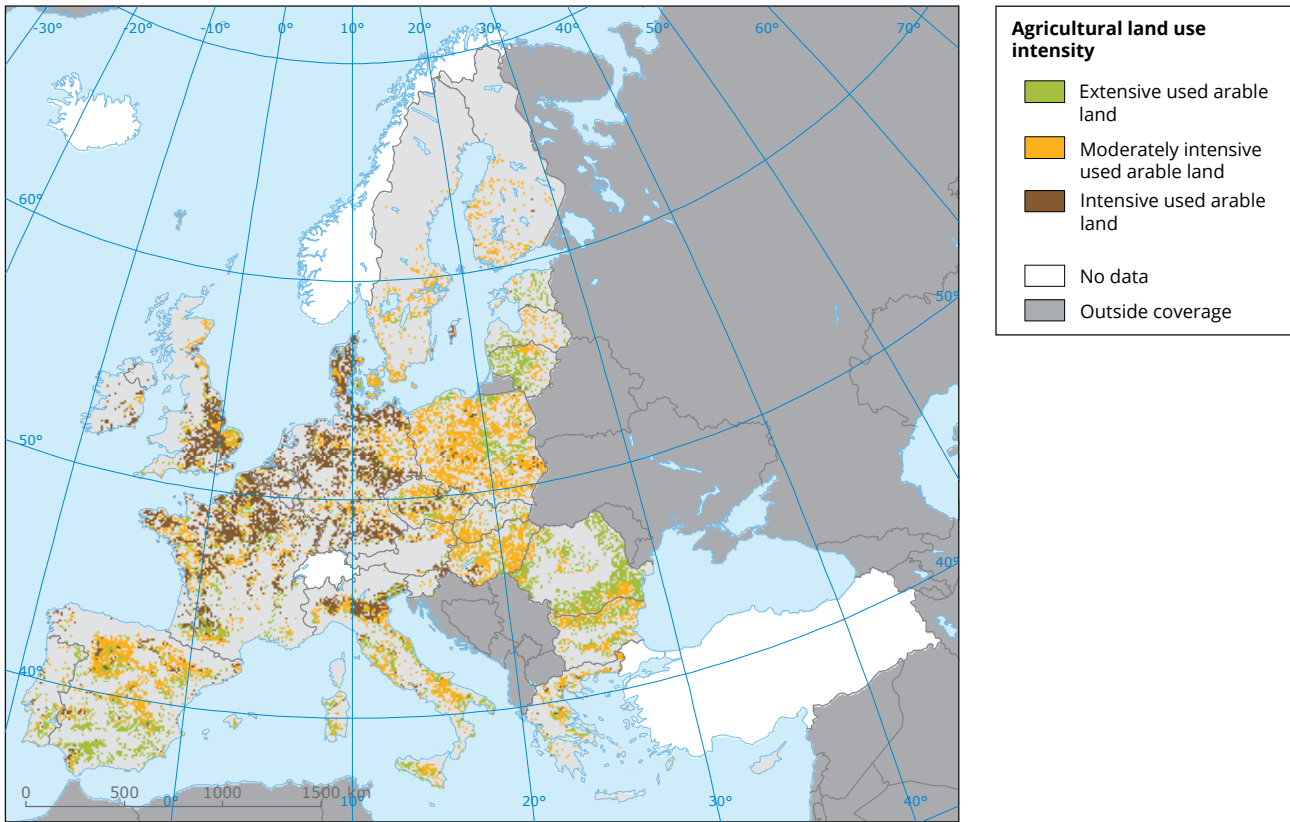 -30°
-20°
-10°
0°
10°
20°
30°
40°
60°
70°
60°
50°
50°
40°
40°
0
500
1000
1500 km
0°
10°
20°
30°
40°
Agricultural land use
intensity
Extensive used arable
land
Moderately intensive
used arable land
Intensive used arable
land
No data
Outside coverage